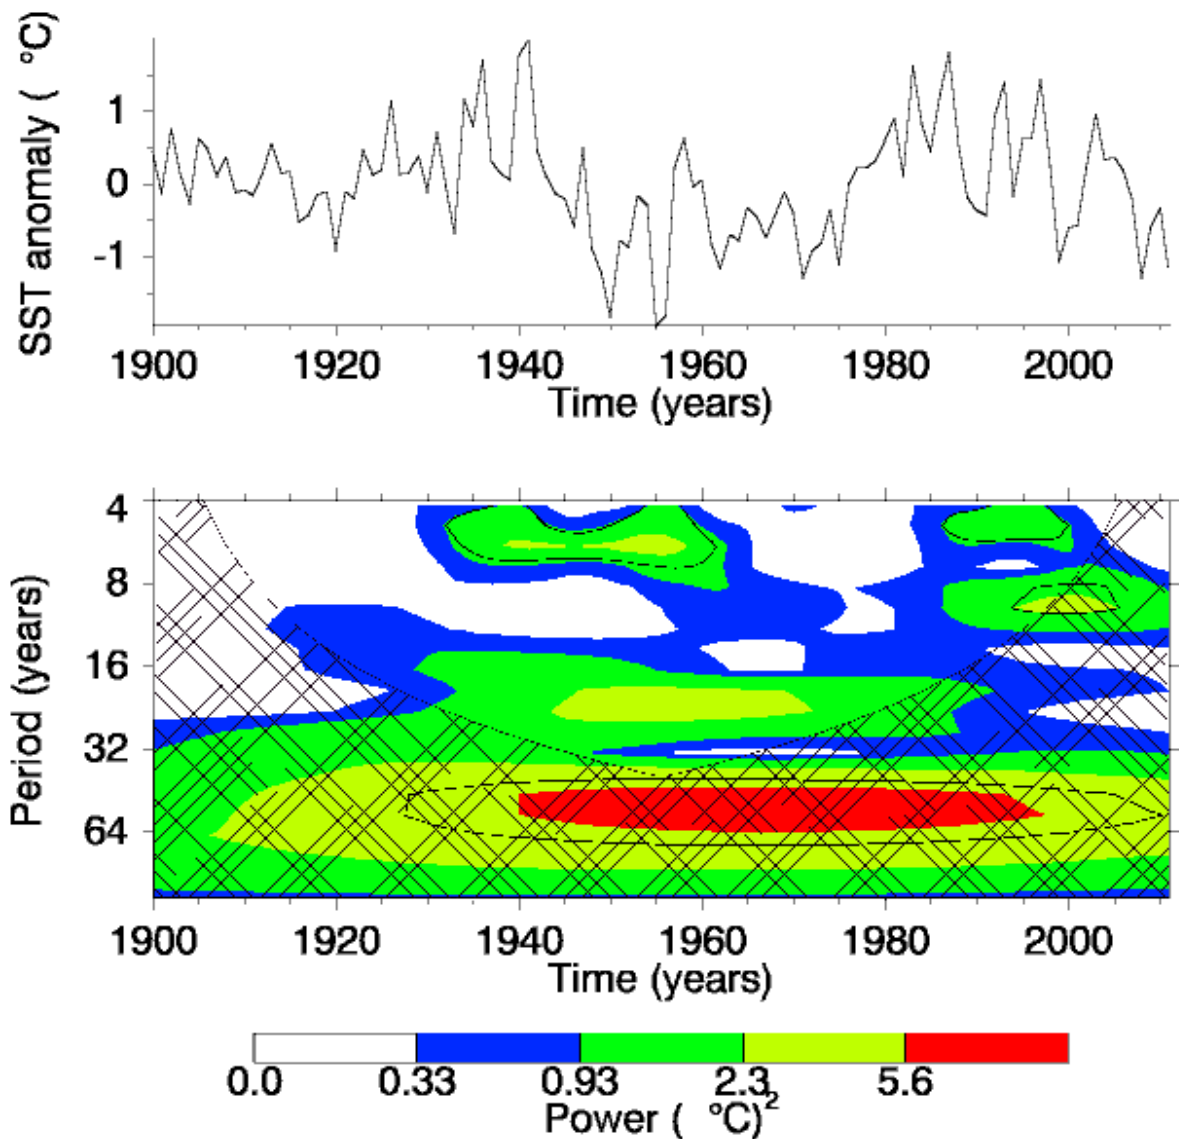 SST anomaly ( °C)
1
0
-1
1900 1920 1940 1960 1980 2000
Time (years)
Period (years)
4
8
16
32
64
1900 1920 1940 1960 1980 2000
Time (years)
0.0 0.33 0.93 2.3 5.6
Power ( °C)²